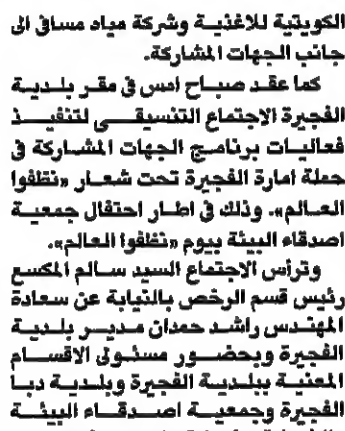 الكويتية للاغذية وشركة مياه مسافي الى
جانب الجهات المشاركة.
كما عقد صباح امس في مقر بلدية
الفجيرة الاجتماع التنسيقي لتنفيذ
فعاليات برنامج الجهات المشاركة في
حملة امارة الفجيرة تحت شعار «نظفوا
العالم». وذلك في اطار احتفال جمعية
اصدقاء البيئة بيوم «نظفوا العالم».
وترأس الاجتماع السيد سالم المكسح
رئيس قسم الرخص بالنيابة عن سعادة
المهندس راشد حمدان مدير بلدية
الفجيرة وبحضور مسئولي الاقسام
المعنية ببلدية الفجيرة وبلدية دبا
الفجيرة وجمعية اصدقاء البيئة